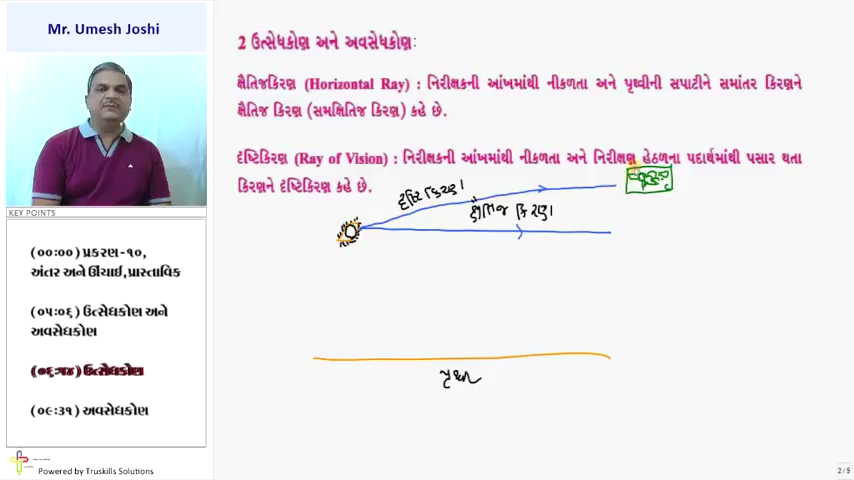 Mr. Umesh Joshi
KEY POINTS
(૦૦:૦૦) પ્રકરણ-૧૦,
અંતર અને ઊંચાઈ,પ્રાસ્તાવિક
(૦૫:૦૬) ઉત્સેધકોણ અને
અવસેધકોણ
(૦૬:૧૪) ઉત્સેધકોણ
(૦૯:૩૧) અવસેધકોણ
Powered by Truskills Solutions
2 ઉત્સેધકોણ અને અવસેધકોણ:
ક્ષૈતિજકિરણ (Horizontal Ray) : નિરીક્ષકની આંખમાંથી નીકળતા અને પૃથ્વીની સપાટીને સમાંતર કિરણને
ક્ષૈતિજ કિરણ (સમક્ષિતિજ કિરણ) કહે છે.
દૃષ્ટિકિરણ (Ray of Vision) : નિરીક્ષકની આંખમાંથી નીકળતા અને નિરીક્ષણ હેઠળના પદાર્થમાંથી પસાર થતા
કિરણને દૃષ્ટિકિરણ કહે છે.
દૃષ્ટિ કિરણ
ક્ષૈતિજ કિરણ
2/9